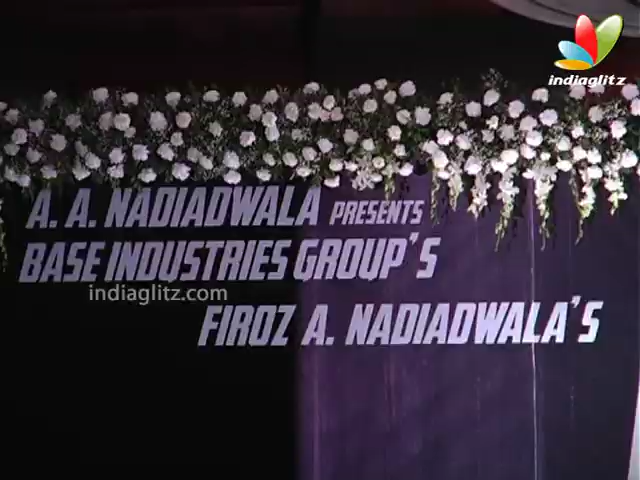 indiaglitz
A. A. NADIADWALA PRESENTS
BASE INDUSTRIES GROUP'S
indiaglitz.com
FIROZ A. NADIADWALA'S